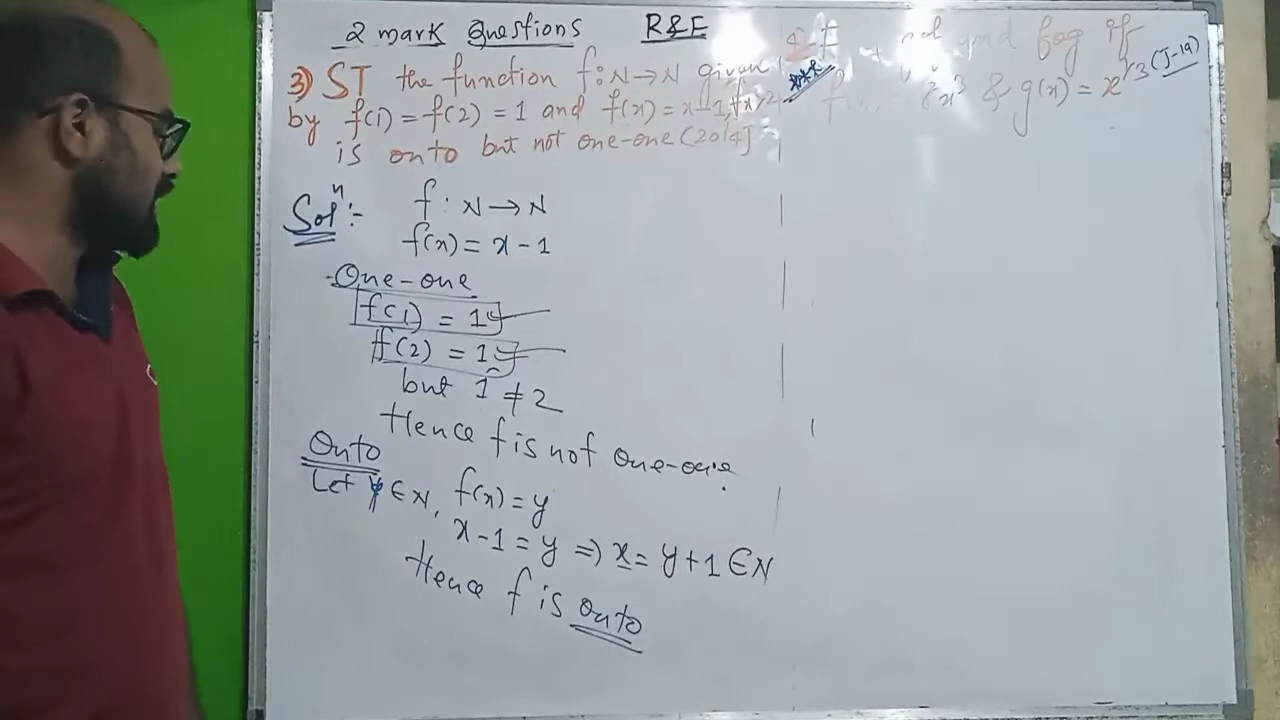 2 mark Questions R&F
3) ST the function f: N→N given
by f(1) = f(2) = 1 and f(x) = x-1, x>2
is onto but not one-one (2014)
Solⁿ:-
f: N→N
f(x) = x - 1
One-one
f(1) = 1
f(2) = 1
but 1 ≠ 2
Hence f is not one-one.
Onto
Let y ∈ N, f(x) = y
x - 1 = y ⇒ x = y + 1 ∈ N
Hence f is onto
and fog if
x³ & g(x) = x^1/3 (J-19)